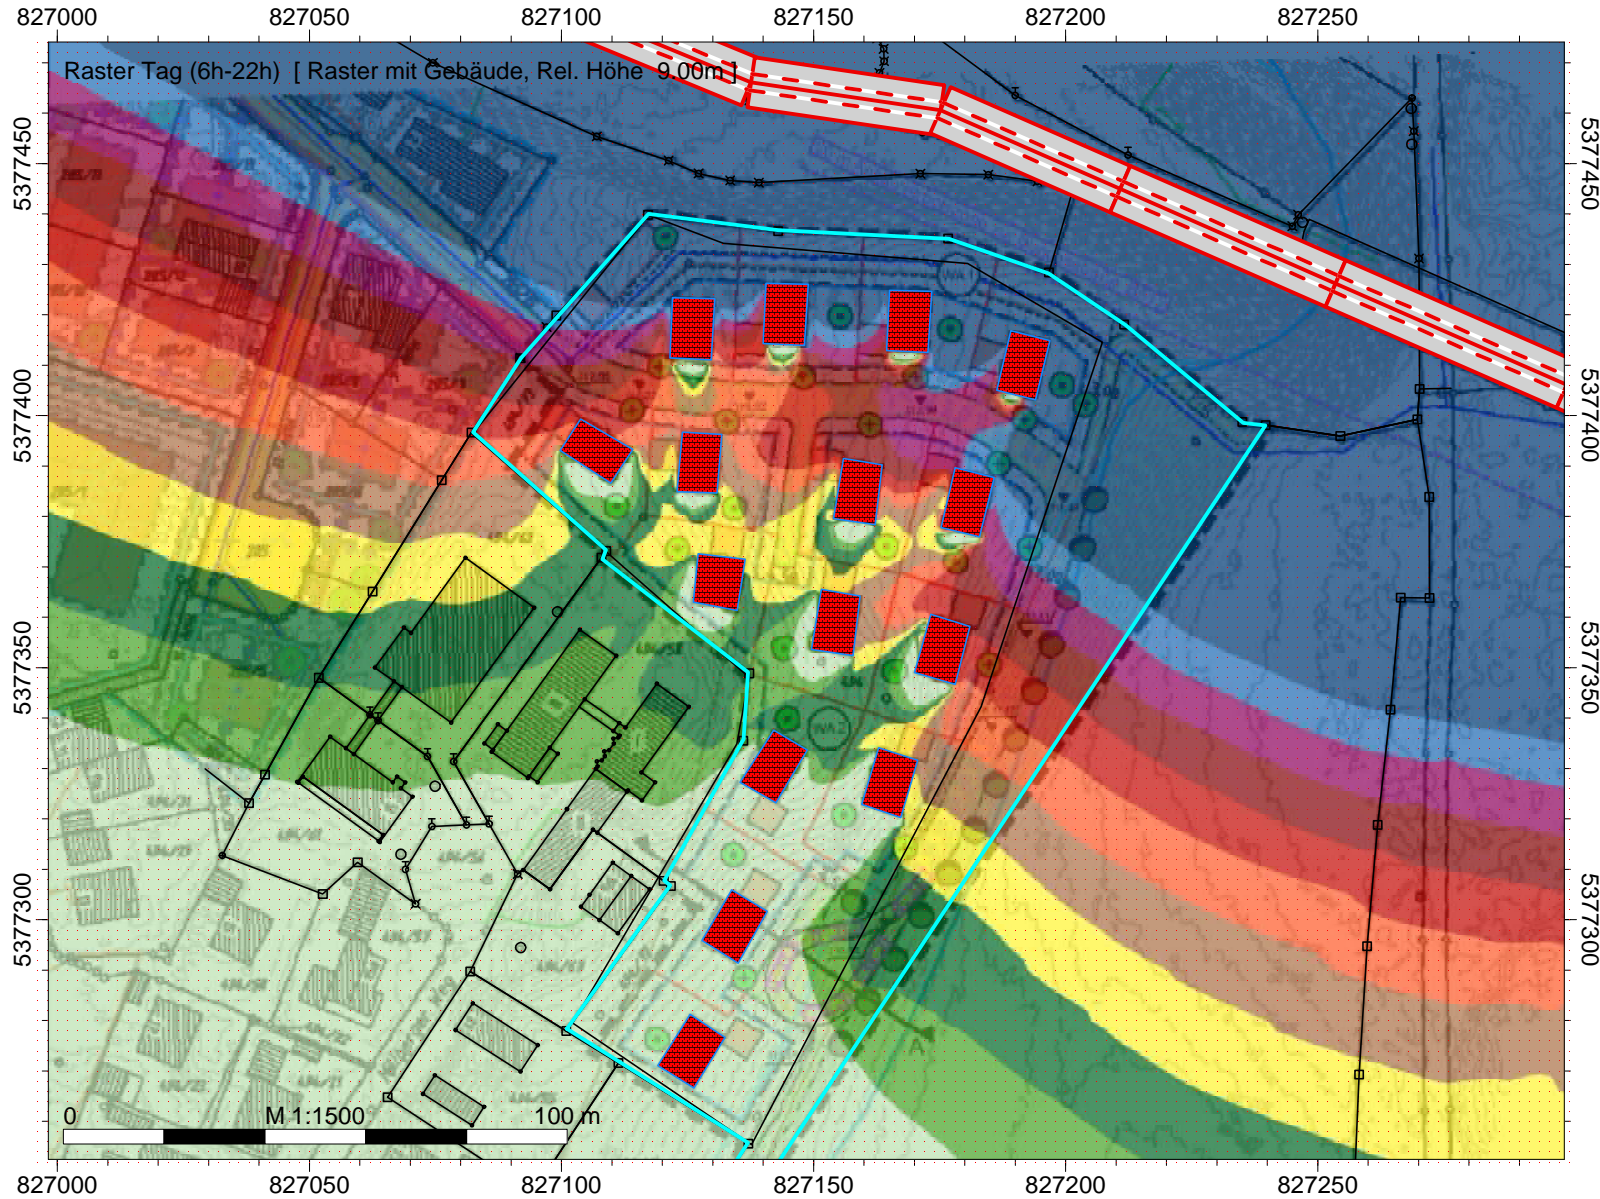 827000 827050 827100 827150 827200 827250
Raster Tag (6h-22h) [ Raster mit Gebäude, Rel. Höhe 9.00m ]
5377450 5377450
5377400 5377400
5377350 5377350
5377300 5377300
0 M 1:1500 100 m
827000 827050 827100 827150 827200 827250